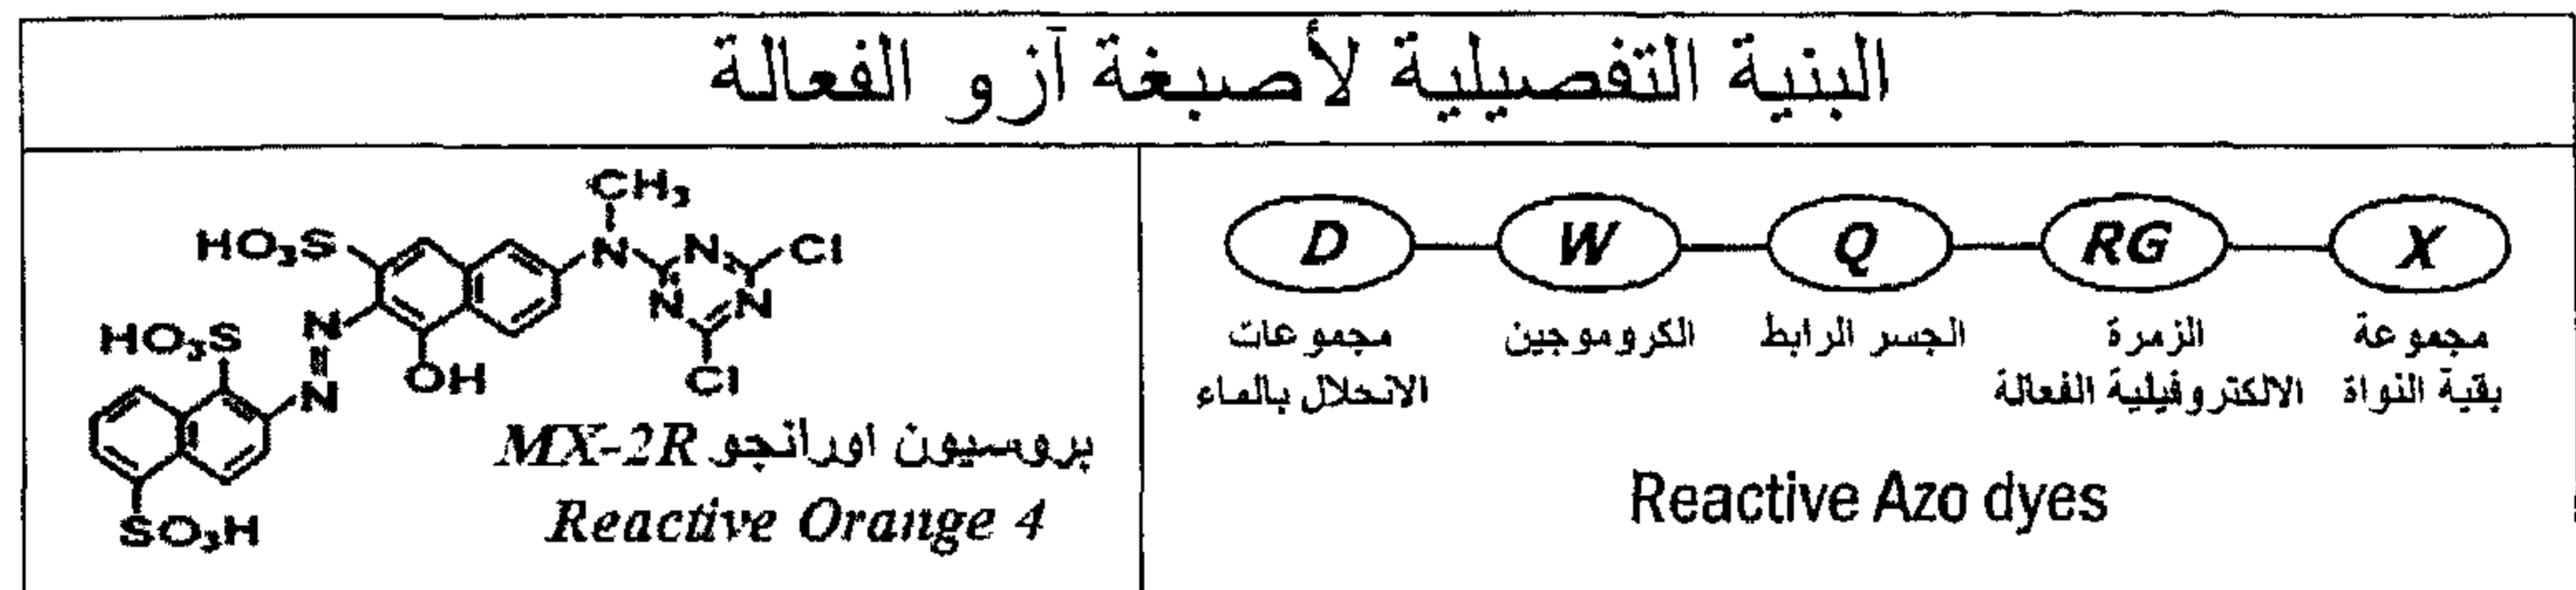 البنية التفصيلية لأصبغة آزو الفعالة
D W Q RG X
مجموعات الانحلال بالماء
الكروموجين
الجسر الرابط
الزمرة الالكتروفيلية الفعالة
مجموعة بقية النواة
Reactive Azo dyes
CH3
HO3S
N
N
Cl
N
N
Cl
N
N
OH
HO3S
SO3H
بروسيون اورانجو MX-2R
Reactive Orange 4